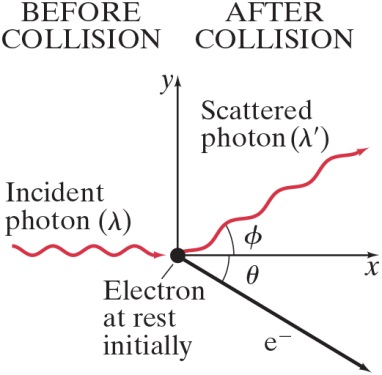 BEFORE
COLLISION
AFTER
COLLISION
y
Scattered
photon (λ′)
Incident
photon (λ)
ϕ
θ
x
Electron
at rest
initially
e⁻